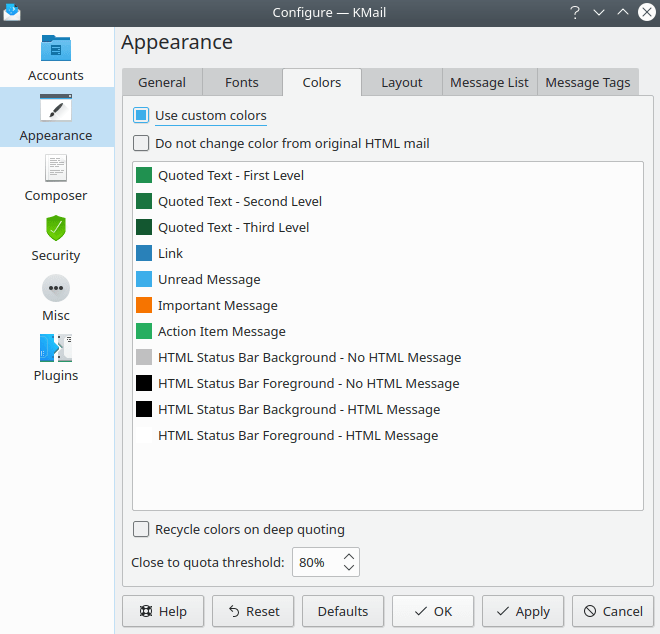 Configure — KMail
Accounts
Appearance
Composer
Security
Misc
Plugins
Appearance
General Fonts Colors Layout Message List Message Tags
Use custom colors
Do not change color from original HTML mail
Quoted Text - First Level
Quoted Text - Second Level
Quoted Text - Third Level
Link
Unread Message
Important Message
Action Item Message
HTML Status Bar Background - No HTML Message
HTML Status Bar Foreground - No HTML Message
HTML Status Bar Background - HTML Message
HTML Status Bar Foreground - HTML Message
Recycle colors on deep quoting
Close to quota threshold: 80%
Help Reset Defaults OK Apply Cancel